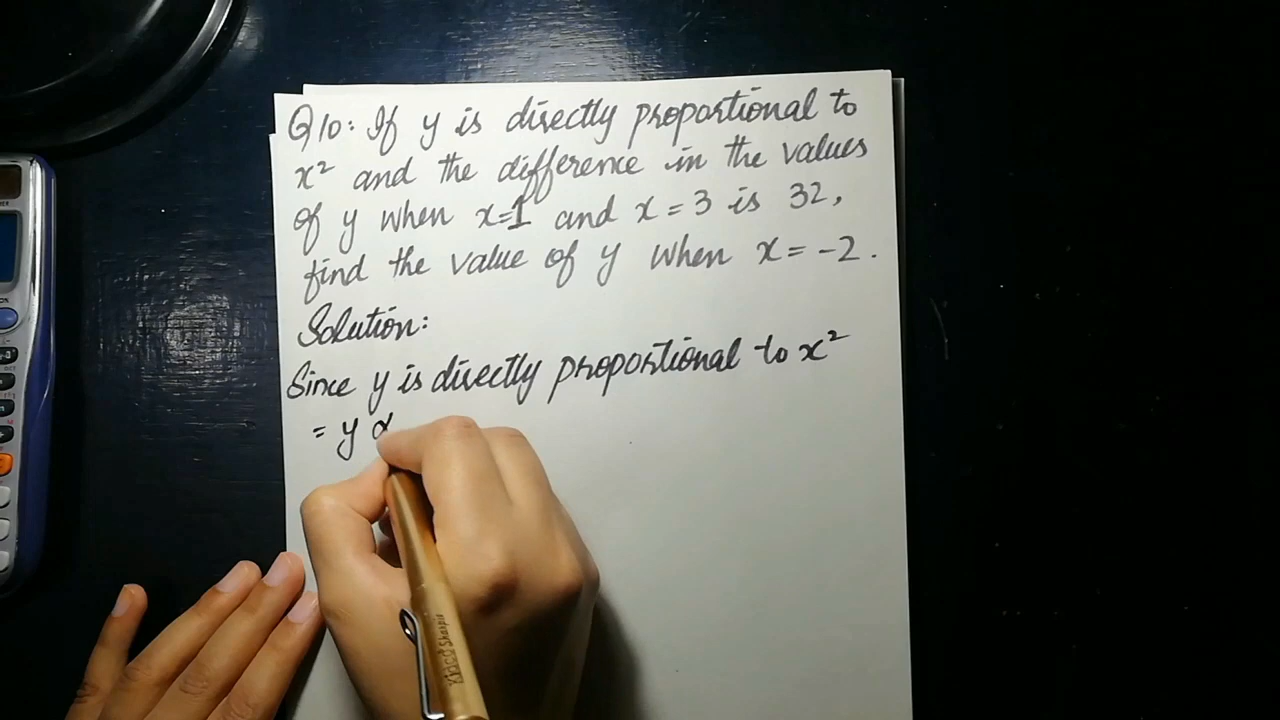 Q10: If y is directly proportional to
x² and the difference in the values
of y when x=1 and x = 3 is 32,
find the value of y when x = -2.
Solution:
Since y is directly proportional to x²
= y ∝